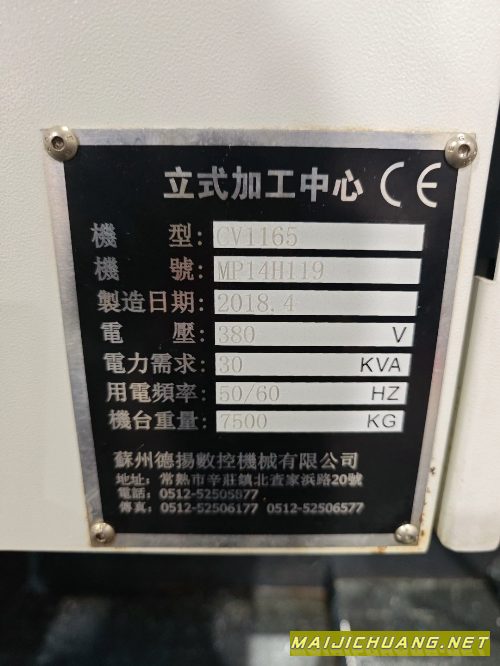 立式加工中心 CE
機型: CV1165
機號: MP14H119
製造日期: 2018.4
電壓: 380 V
電力需求: 30 KVA
用電頻率: 50/60 HZ
機台重量: 7500 KG
蘇州德揚數控機械有限公司
地址: 常熟市辛莊鎮北查家浜路20號
電話: 0512-52505877
傳真: 0512-52506177 0512-52506577
MAIJICHUANG.NET